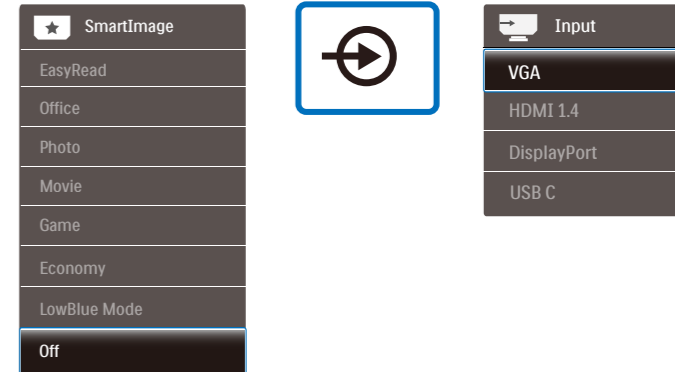 SmartImage
EasyRead
Office
Photo
Movie
Game
Economy
LowBlue Mode
Off
Input
VGA
HDMI 1.4
DisplayPort
USB C